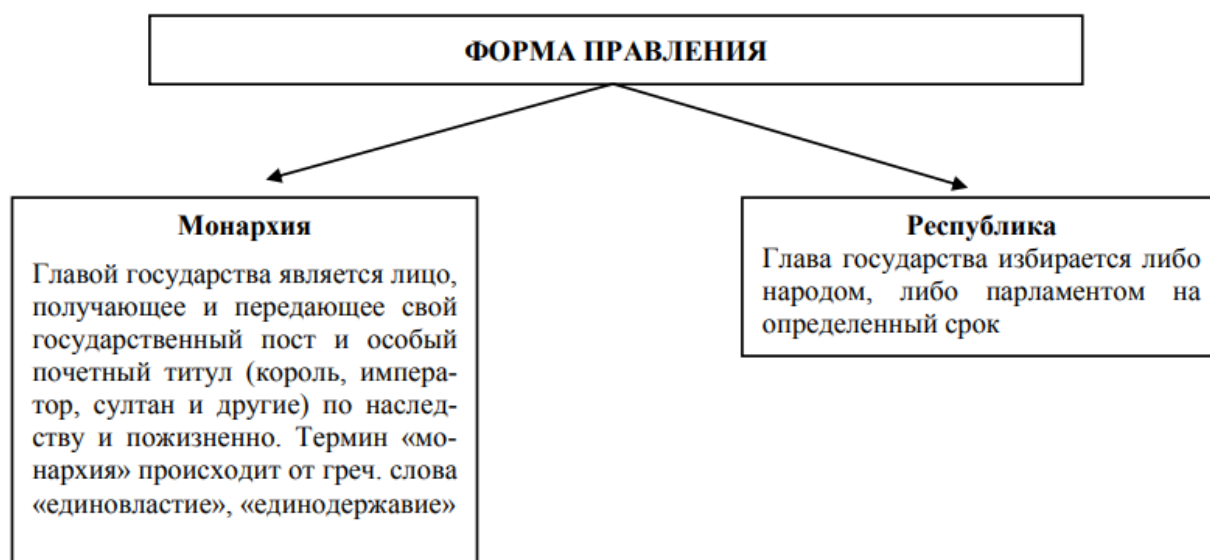 ФОРМА ПРАВЛЕНИЯ
Монархия
Главой государства является лицо,
получающее и передающее свой
государственный пост и особый
почетный титул (король, импера-
тор, султан и другие) по наслед-
ству и пожизненно. Термин «мо-
нархия» происходит от греч. слова
«единовластие», «единодержавие»
Республика
Глава государства избирается либо
народом, либо парламентом на
определенный срок